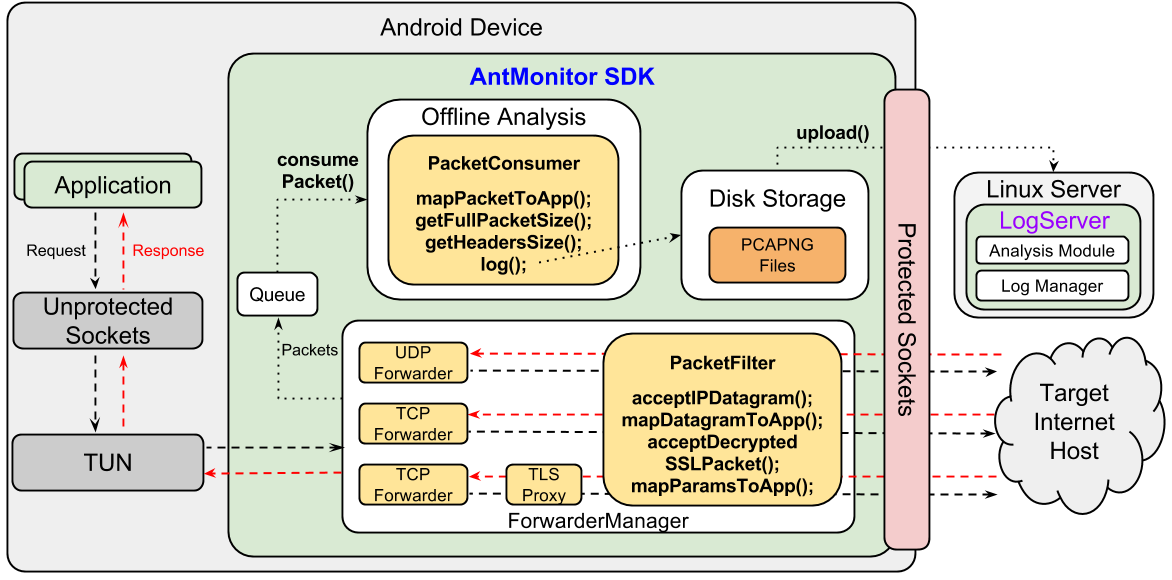 Android Device
AntMonitor SDK
Offline Analysis
PacketConsumer
mapPacketToApp();
getFullPacketSize();
getHeadersSize();
log();
consume
Packet()
upload()
Application
Request
Response
Unprotected
Sockets
TUN
Queue
Packets
Disk Storage
PCAPNG
Files
Protected Sockets
Linux Server
LogServer
Analysis Module
Log Manager
UDP
Forwarder
TCP
Forwarder
TCP
Forwarder
TLS
Proxy
PacketFilter
acceptIPDatagram();
mapDatagramToApp();
acceptDecrypted
SSLPacket();
mapParamsToApp();
ForwarderManager
Target
Internet
Host